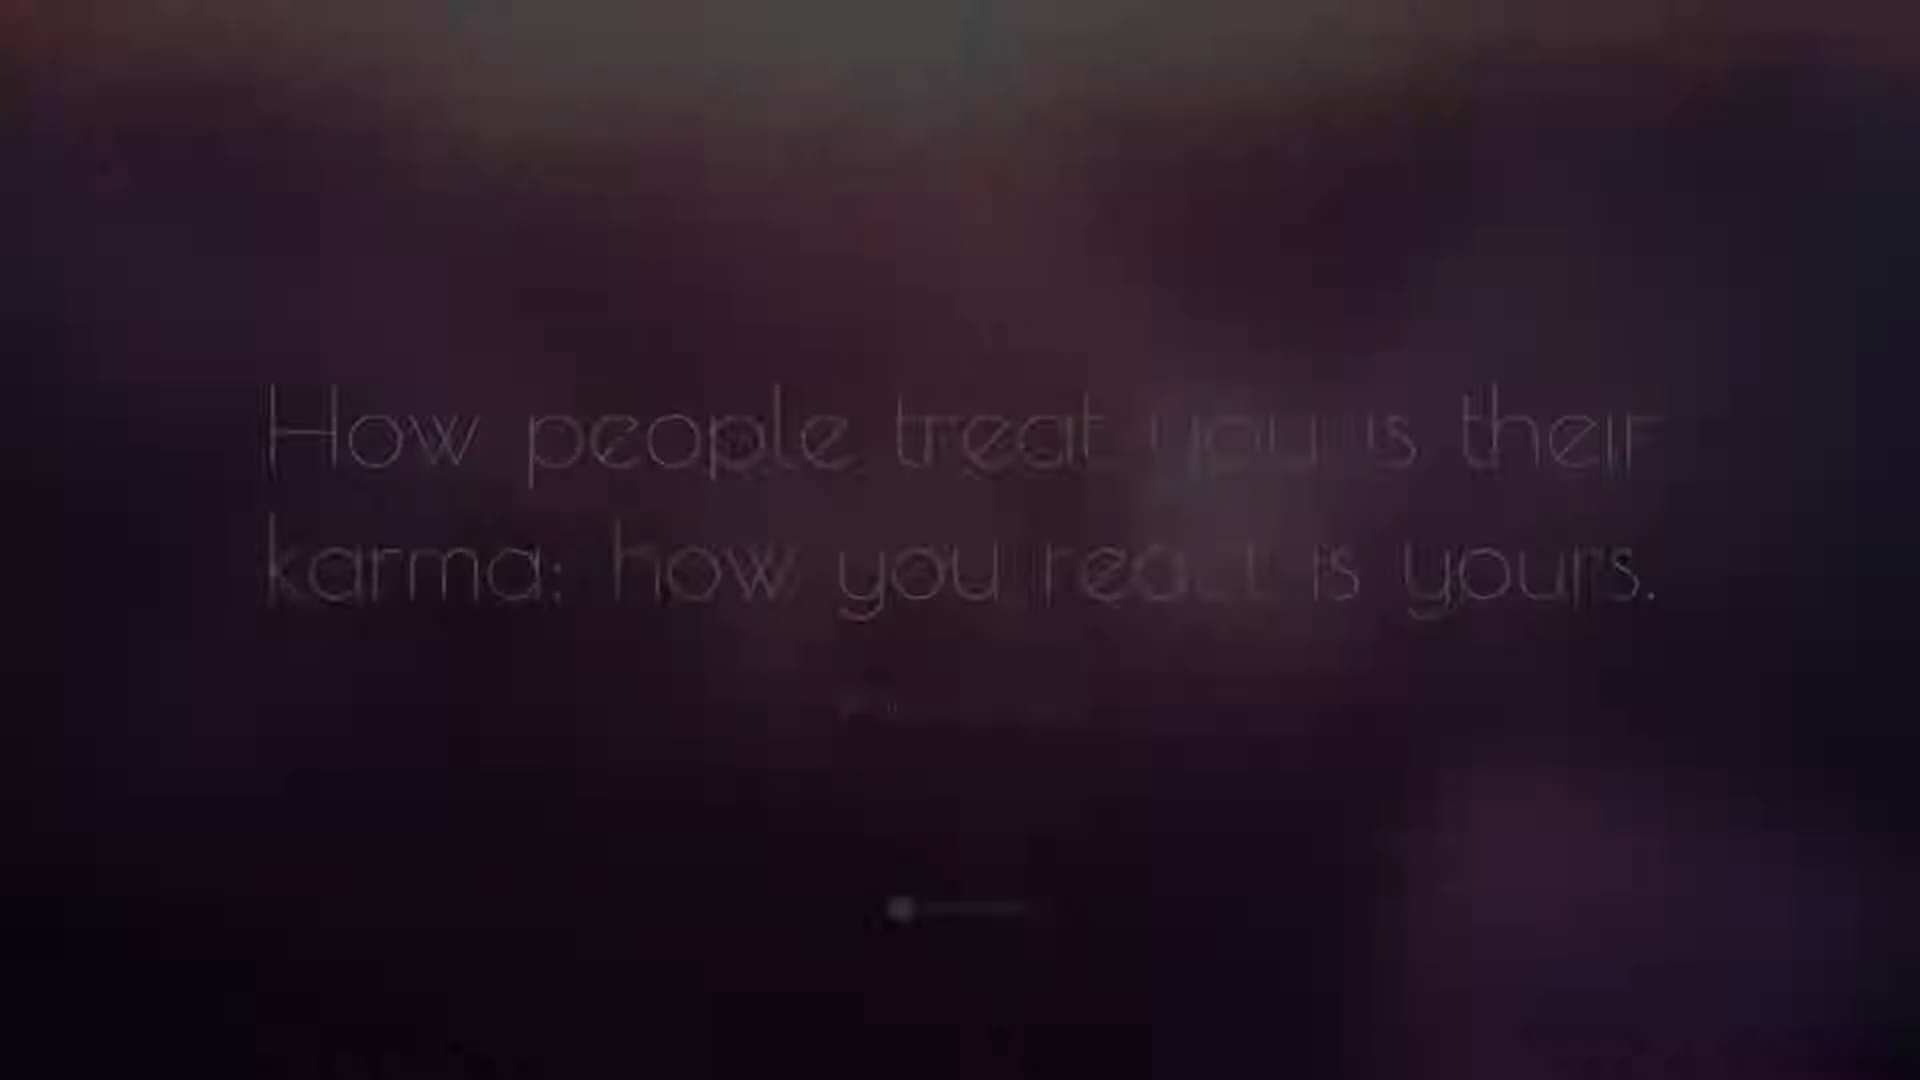 How people treat you is their
karma; how you react is yours.